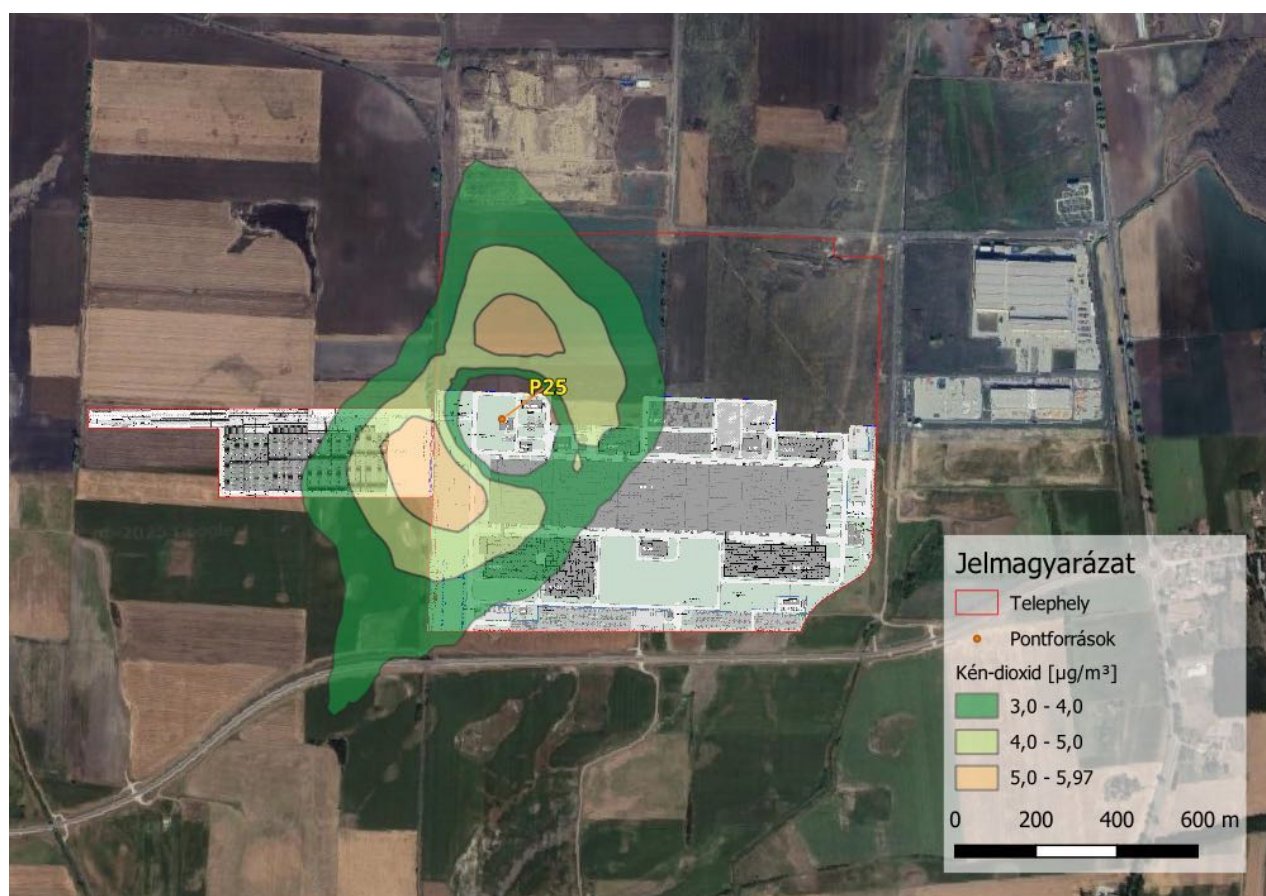 P25
Jelmagyarázat
Telephely
Pontforrások
Kén-dioxid [µg/m³]
3,0 - 4,0
4,0 - 5,0
5,0 - 5,97
0 200 400 600 m